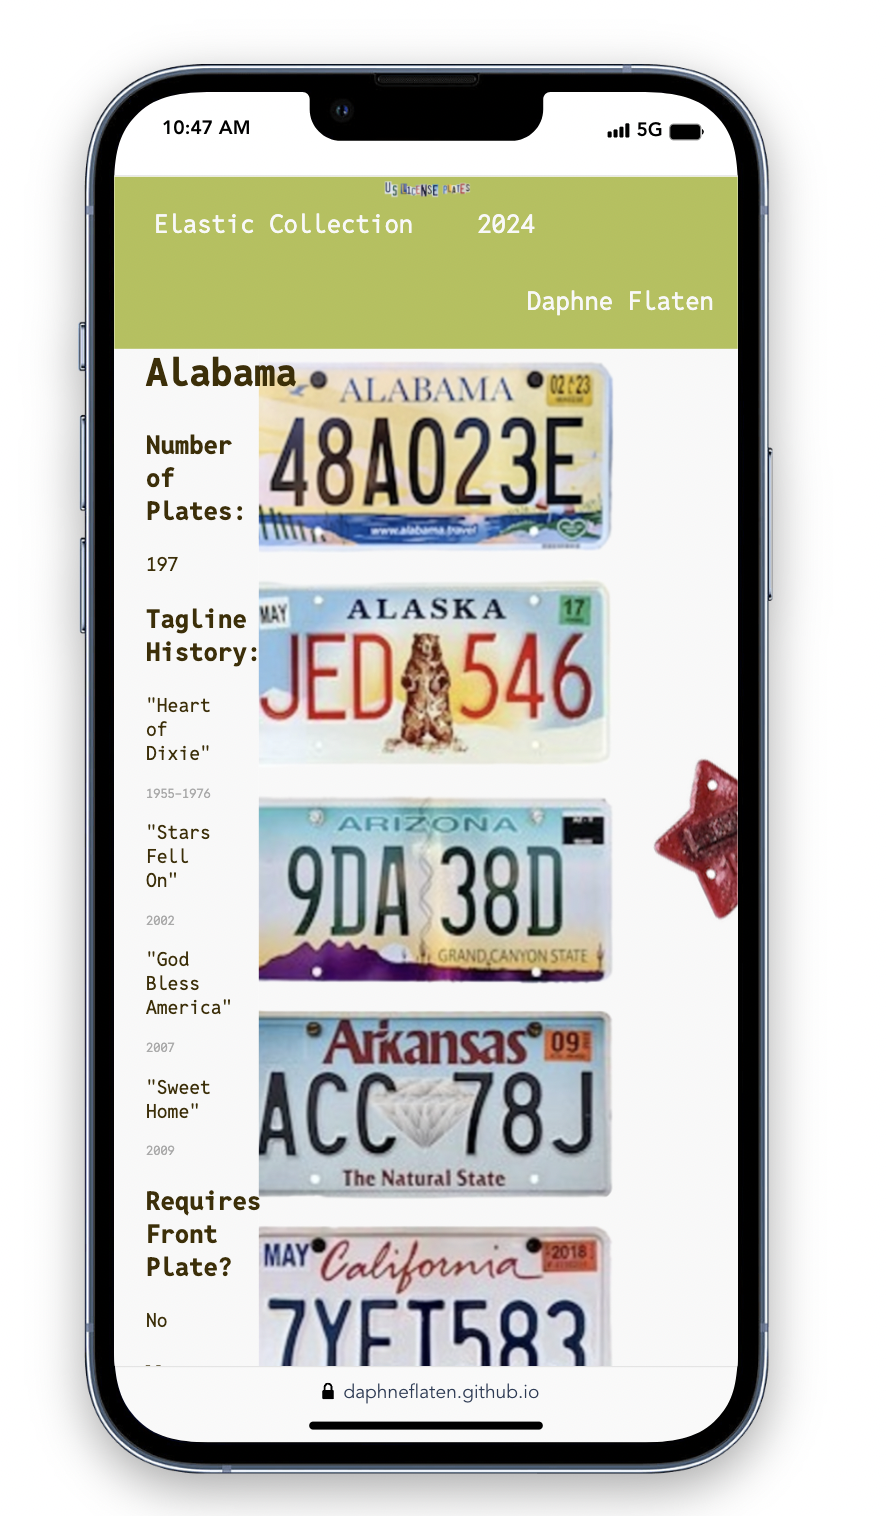 10:47 AM
5G
US LICENSE PLATES
Elastic Collection 2024
Daphne Flaten
Alabama
Number
of
Plates:
197
Tagline
History:
"Heart
of
Dixie"
1955-1976
"Stars
Fell
On"
2002
"God
Bless
America"
2007
"Sweet
Home"
2009
Requires
Front
Plate?
No
ALABAMA
02 23
48A023E
www.alabama.travel
MAY
ALASKA
17
JED 546
ARIZONA
9DA 38D
GRAND CANYON STATE
Arkansas
09
ACC 78J
The Natural State
MAY
California
2018
7YET583
daphneflaten.github.io